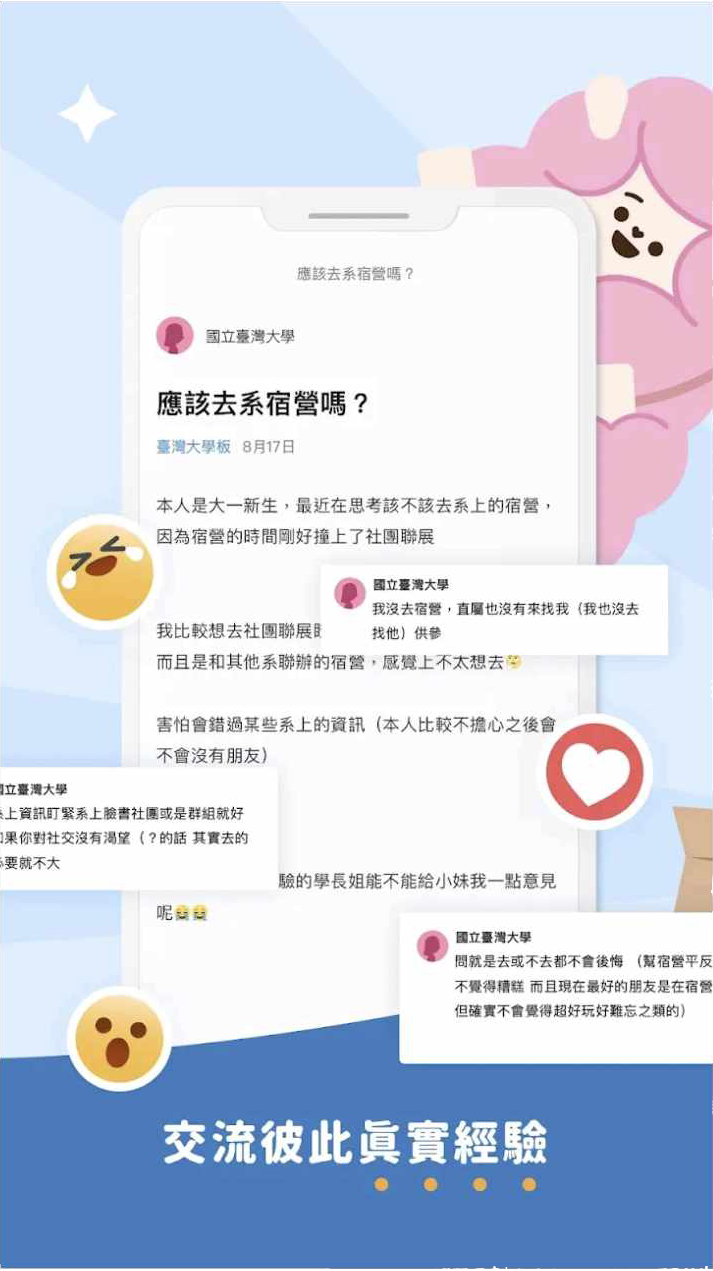 應該去系宿營嗎？
國立臺灣大學
應該去系宿營嗎？
臺灣大學板 8月17日
本人是大一新生，最近在思考該不該去系上的宿營，
因為宿營的時間剛好撞上了社團聯展
國立臺灣大學
我沒去宿營，直屬也沒有來找我（我也沒去
找他）供參
我比較想去社團聯展
而且是和其他系聯辦的宿營，感覺上不太想去
害怕會錯過某些系上的資訊（本人比較不擔心之後會
不會沒有朋友）
立臺灣大學
上資訊盯緊系上臉書社團或是群組就好
果你對社交沒有渴望（？的話 其實去的
要就不大
驗的學長姐能不能給小妹我一點意見
呢
國立臺灣大學
問就是去或不去都不會後悔 （幫宿營平反
不覺得糟糕 而且現在最好的朋友是在宿營
但確實不會覺得超好玩好難忘之類的）
交流彼此真實經驗